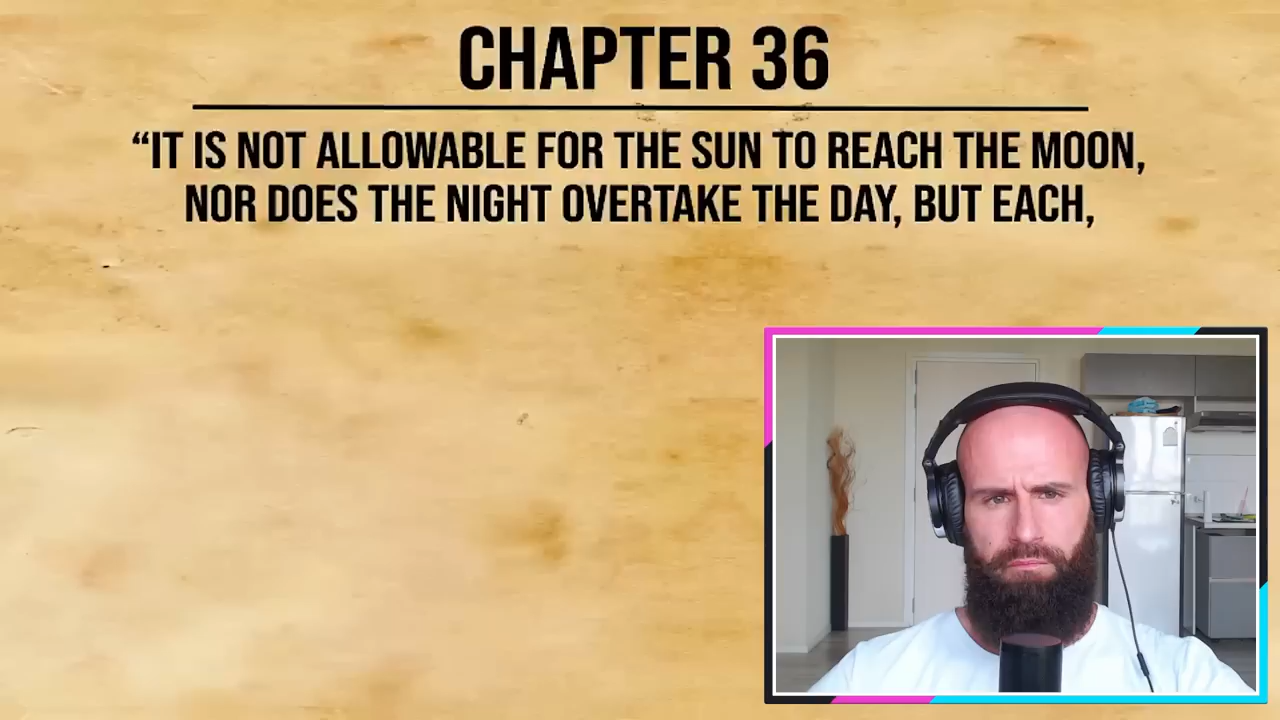 CHAPTER 36
“IT IS NOT ALLOWABLE FOR THE SUN TO REACH THE MOON,
NOR DOES THE NIGHT OVERTAKE THE DAY, BUT EACH,